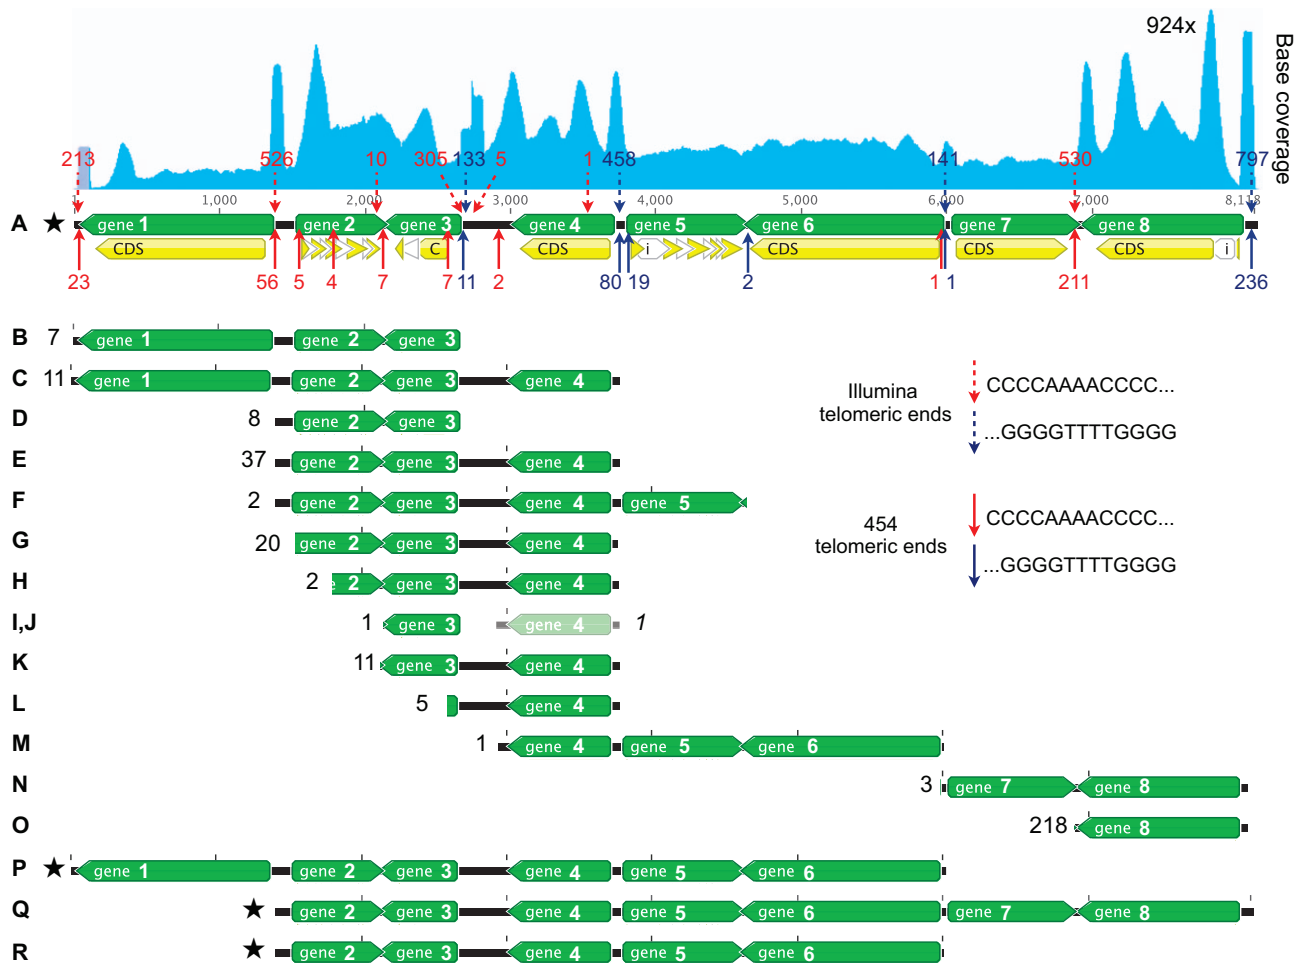 924x
Base coverage
213 526 10 305 133 5 1 458 141 530 797
1 1,000 2,000 3,000 4,000 5,000 6,000 7,000 8,118
A ★ gene 1 gene 2 gene 3 gene 4 gene 5 gene 6 gene 7 gene 8
CDS C CDS i CDS CDS CDS i
23 56 5 4 7 7 11 2 80 19 2 1 1 211 236
B 7 gene 1 gene 2 gene 3
C 11 gene 1 gene 2 gene 3 gene 4
D 8 gene 2 gene 3
E 37 gene 2 gene 3 gene 4
F 2 gene 2 gene 3 gene 4 gene 5
G 20 gene 2 gene 3 gene 4
H 2 e 2 gene 3 gene 4
I,J 1 gene 3 gene 4 1
K 11 gene 3 gene 4
L 5 gene 4
M 1 gene 4 gene 5 gene 6
N 3 gene 7 gene 8
O 218 gene 8
P ★ gene 1 gene 2 gene 3 gene 4 gene 5 gene 6
Q ★ gene 2 gene 3 gene 4 gene 5 gene 6 gene 7 gene 8
R ★ gene 2 gene 3 gene 4 gene 5 gene 6
Illumina
telomeric ends
CCCCAAAACCCC...
...GGGGTTTTGGGG
454
telomeric ends
CCCCAAAACCCC...
...GGGGTTTTGGGG